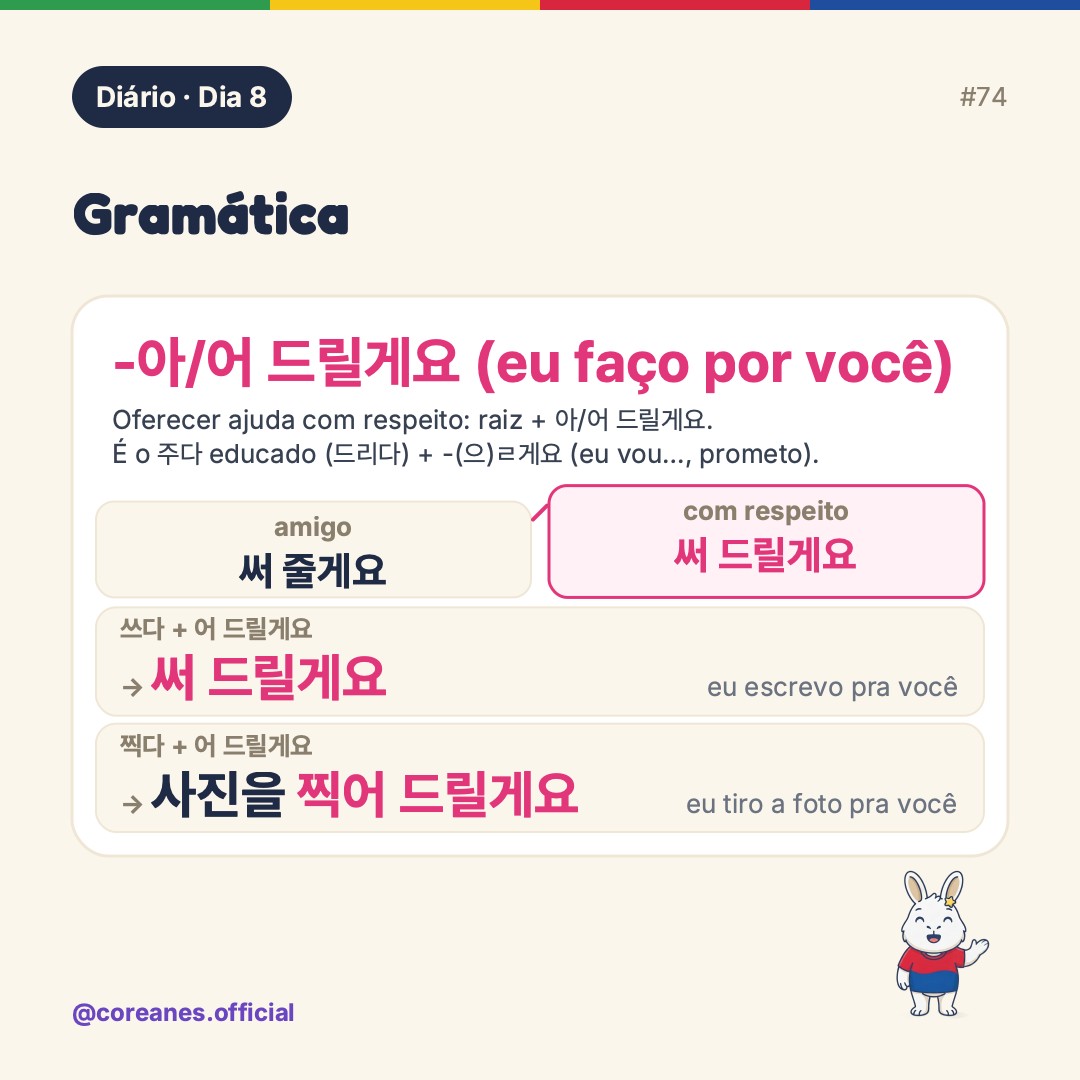 Diário · Dia 8
#74
Gramática
-아/어 드릴게요 (eu faço por você)
Oferecer ajuda com respeito: raiz + 아/어 드릴게요.
É o 주다 educado (드리다) + -(으)ㄹ게요 (eu vou..., prometo).
amigo
써 줄게요
com respeito
써 드릴게요
쓰다 + 어 드릴게요
→ 써 드릴게요
eu escrevo pra você
찍다 + 어 드릴게요
→ 사진을 찍어 드릴게요
eu tiro a foto pra você
@coreanes.official